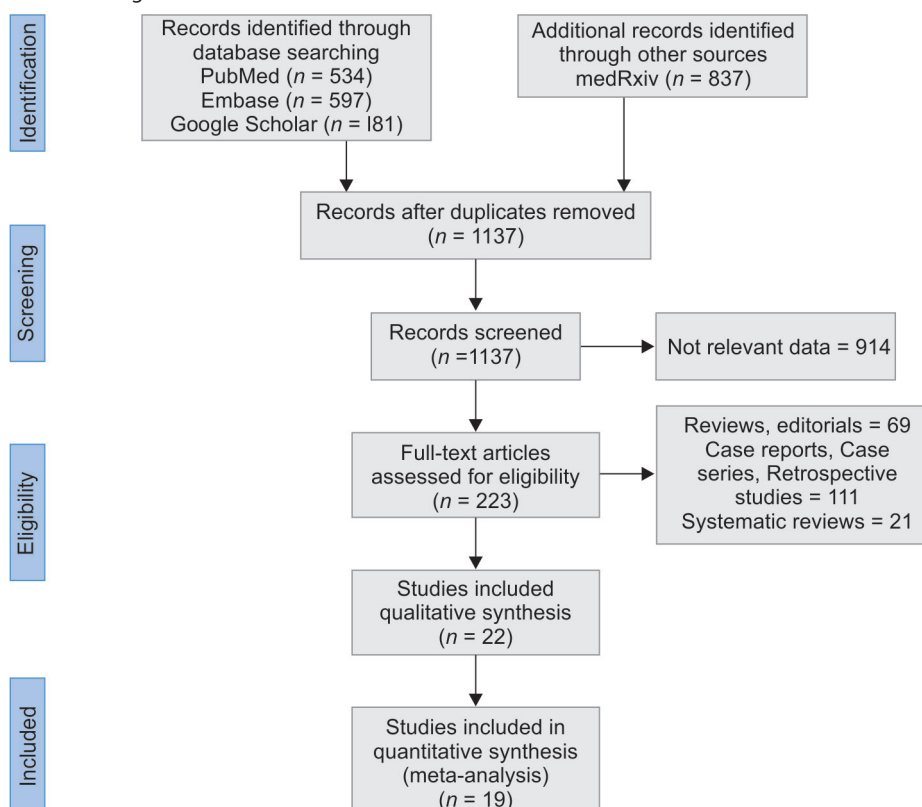 Identification
Records identified through
database searching
PubMed (n = 534)
Embase (n = 597)
Google Scholar (n = l81)
Additional records identified
through other sources
medRxiv (n = 837)
Records after duplicates removed
(n = 1137)
Screening
Records screened
(n =1137)
Not relevant data = 914
Eligibility
Full-text articles
assessed for eligibility
(n = 223)
Reviews, editorials = 69
Case reports, Case
series, Retrospective
studies = 111
Systematic reviews = 21
Studies included
qualitative synthesis
(n = 22)
Included
Studies included in
quantitative synthesis
(meta-analysis)
(n = 19)